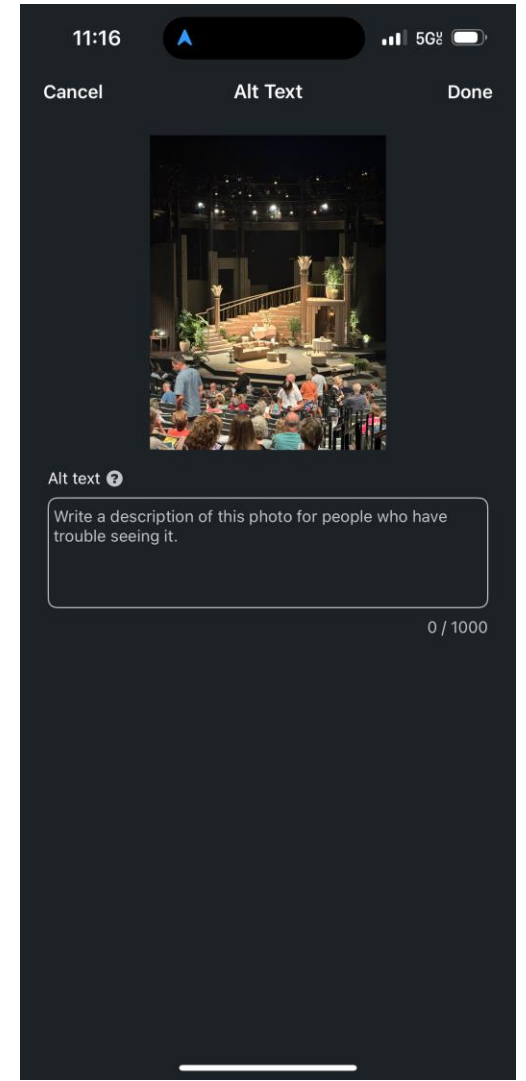 11:16
5G
Cancel
Alt Text
Done
Alt text ?
Write a description of this photo for people who have
trouble seeing it.
0 / 1000